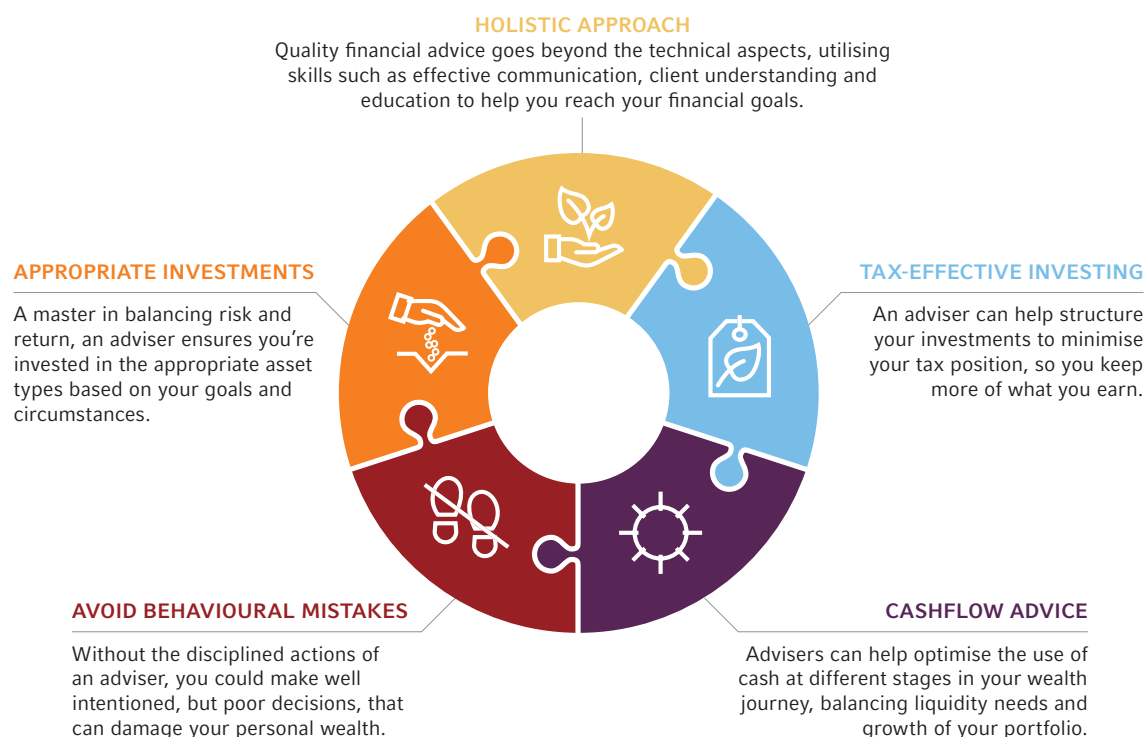 HOLISTIC APPROACH
Quality financial advice goes beyond the technical aspects, utilising
skills such as effective communication, client understanding and
education to help you reach your financial goals.
APPROPRIATE INVESTMENTS
A master in balancing risk and
return, an adviser ensures you’re
invested in the appropriate asset
types based on your goals and
circumstances.
TAX-EFFECTIVE INVESTING
An adviser can help structure
your investments to minimise
your tax position, so you keep
more of what you earn.
AVOID BEHAVIOURAL MISTAKES
Without the disciplined actions of
an adviser, you could make well
intentioned, but poor decisions, that
can damage your personal wealth.
CASHFLOW ADVICE
Advisers can help optimise the use of
cash at different stages in your wealth
journey, balancing liquidity needs and
growth of your portfolio.